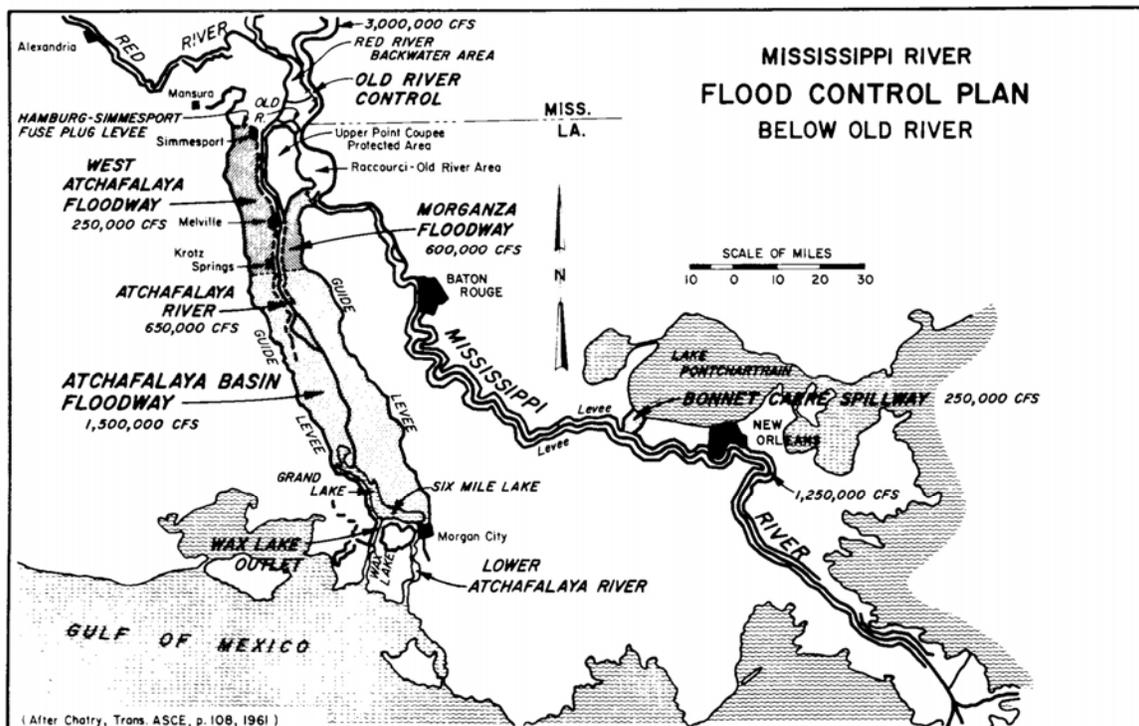 MISSISSIPPI RIVER
FLOOD CONTROL PLAN
BELOW OLD RIVER
3,000,000 CFS
Alexandria
RED RIVER
RED RIVER
BACKWATER AREA
OLD RIVER
CONTROL
Mansura
OLD
R.
HAMBURG-SIMMESPORT
FUSE PLUG LEVEE
Simmesport
MISS.
LA.
Upper Point Coupee
Protected Area
Raccourci-Old River Area
WEST
ATCHAFALAYA
FLOODWAY
250,000 CFS
Melville
MORGANZA
FLOODWAY
600,000 CFS
Krotz
Springs
N
SCALE OF MILES
10 0 10 20 30
BATON
ROUGE
ATCHAFALAYA
RIVER
650,000 CFS
GUIDE
LEVEE
GUIDE
LEVEE
MISSISSIPPI
RIVER
ATCHAFALAYA BASIN
FLOODWAY
1,500,000 CFS
LAKE
PONTCHARTRAIN
BONNET CARRE SPILLWAY 250,000 CFS
Levee
Levee
NEW
ORLEANS
1,250,000 CFS
GRAND
LAKE
SIX MILE LAKE
Morgan City
WAX LAKE
OUTLET
WAX
LAKE
LOWER
ATCHAFALAYA RIVER
GULF OF MEXICO
(After Chatry, Trans. ASCE, p. 108, 1961)